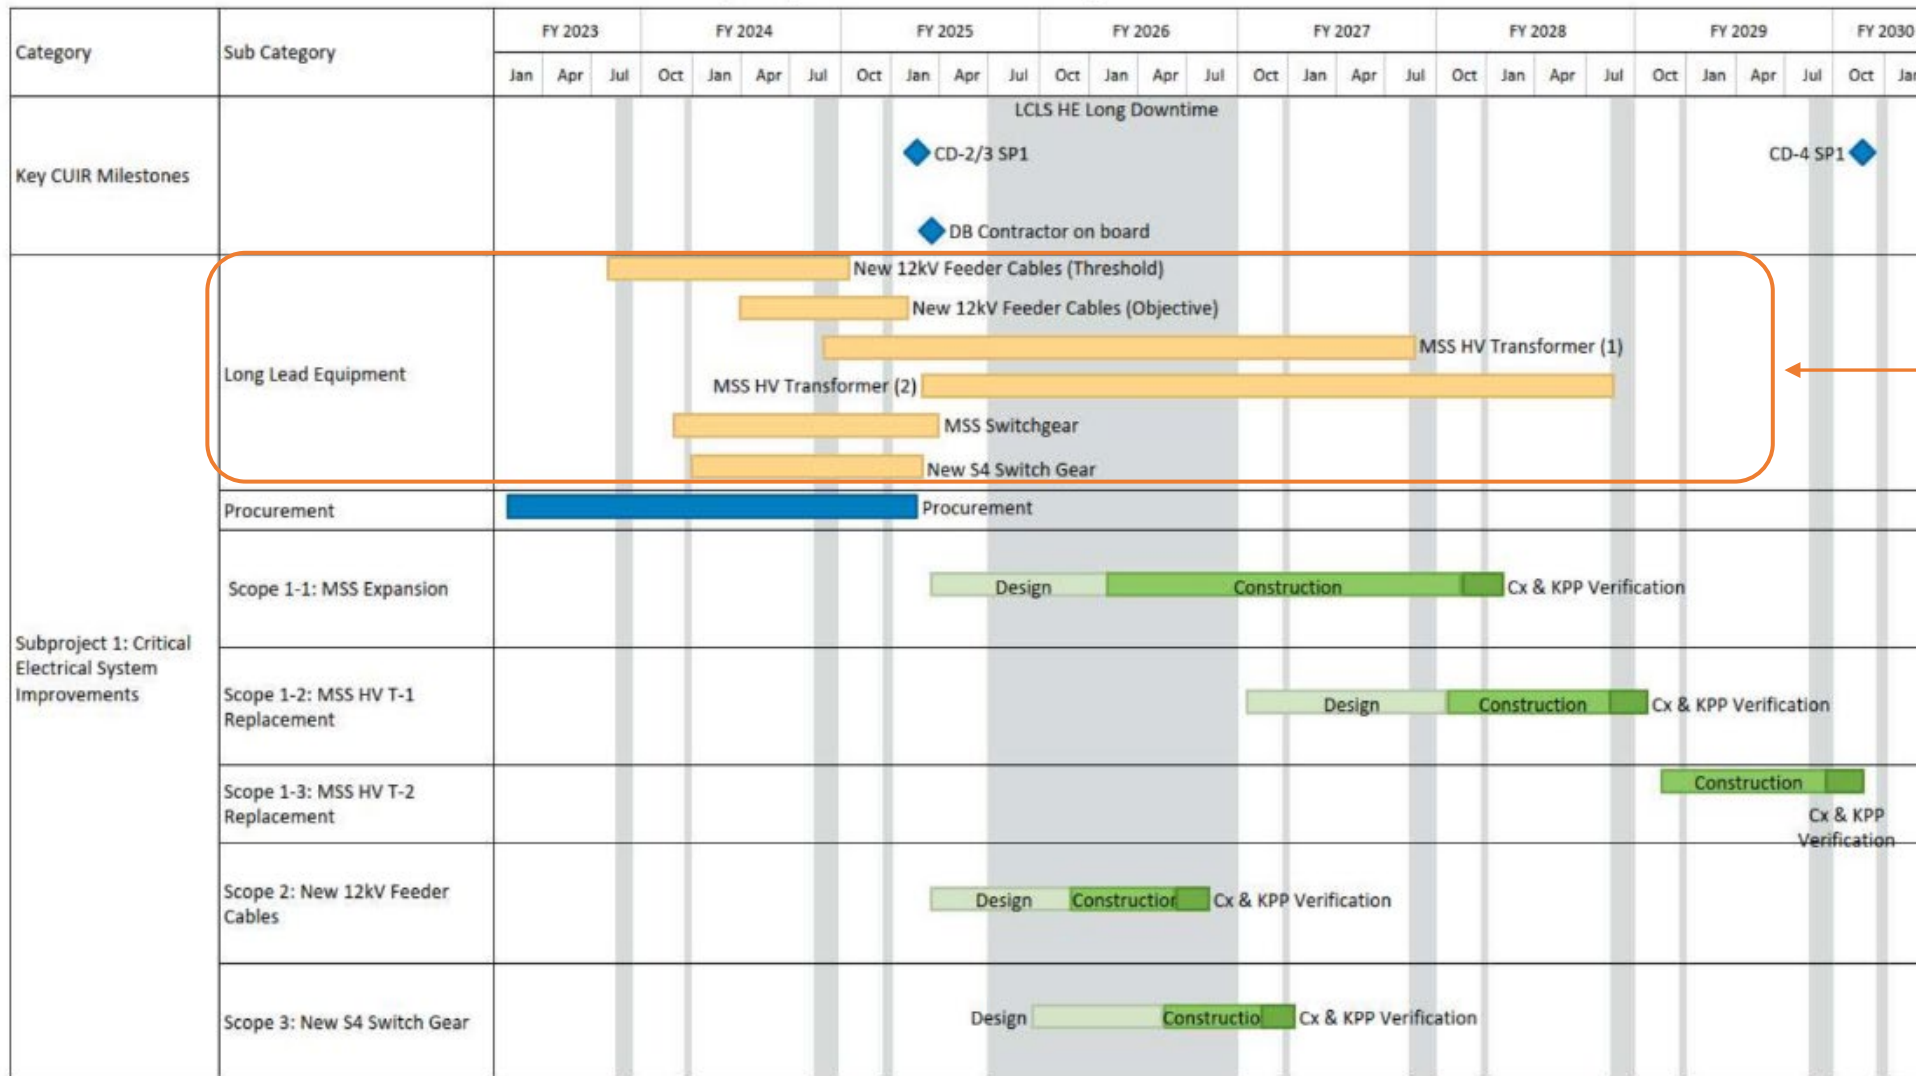 FY 2023 FY 2024 FY 2025 FY 2026 FY 2027 FY 2028 FY 2029 FY 2030
Category Sub Category
Jan Apr Jul Oct Jan Apr Jul Oct Jan Apr Jul Oct Jan Apr Jul Oct Jan Apr Jul Oct Jan Apr Jul Oct Jan Apr Jul Oct Jan
LCLS HE Long Downtime
CD-2/3 SP1 CD-4 SP1
Key CUIR Milestones
DB Contractor on board
New 12kV Feeder Cables (Threshold)
New 12kV Feeder Cables (Objective)
MSS HV Transformer (1)
Long Lead Equipment
MSS HV Transformer (2)
MSS Switchgear
New S4 Switch Gear
Procurement Procurement
Scope 1-1: MSS Expansion Design Construction Cx & KPP Verification
Subproject 1: Critical
Electrical System
Improvements
Scope 1-2: MSS HV T-1
Replacement
Design Construction Cx & KPP Verification
Scope 1-3: MSS HV T-2
Replacement
Construction
Cx & KPP
Verification
Scope 2: New 12kV Feeder
Cables
Design Construction Cx & KPP Verification
Scope 3: New S4 Switch Gear Design Constructio Cx & KPP Verification